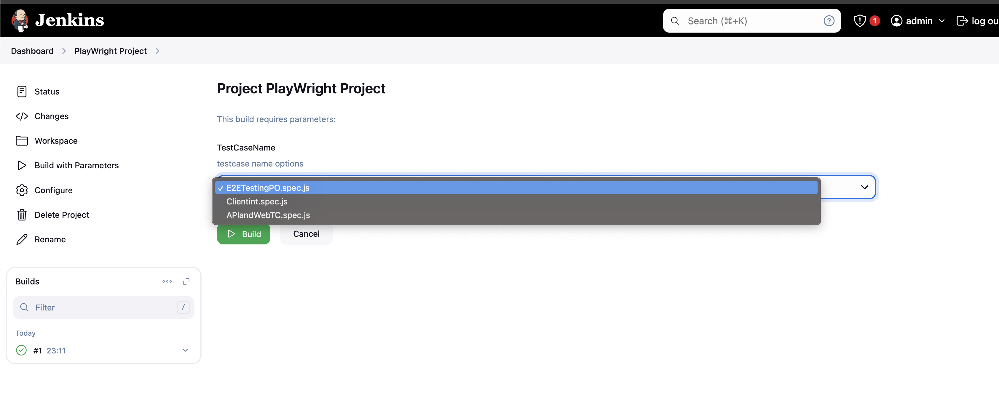 Jenkins
Search (⌘+K)
1
admin
log ou
Dashboard
PlayWright Project
Status
Changes
Workspace
Build with Parameters
Configure
Delete Project
Rename
Project PlayWright Project
This build requires parameters:
TestCaseName
testcase name options
✓ E2ETestingPO.spec.js
Clientint.spec.js
APIandWebTC.spec.js
Build
Cancel
Builds
Filter
/
Today
#1 23:11